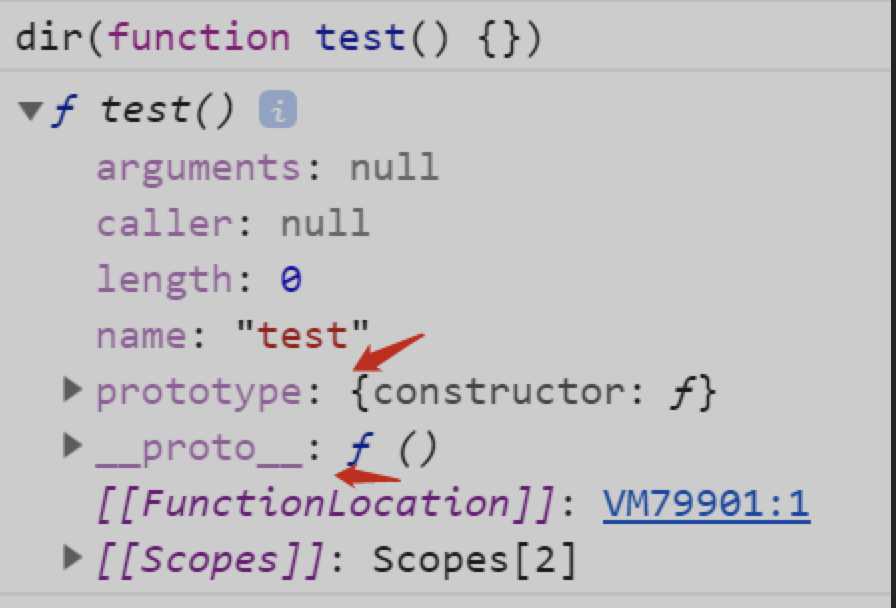 dir(function test() {})
▼ƒ test() i
arguments: null
caller: null
length: 0
name: "test"
▶prototype: {constructor: ƒ}
▶__proto__: ƒ ()
[[FunctionLocation]]: VM79901:1
▶[[Scopes]]: Scopes[2]